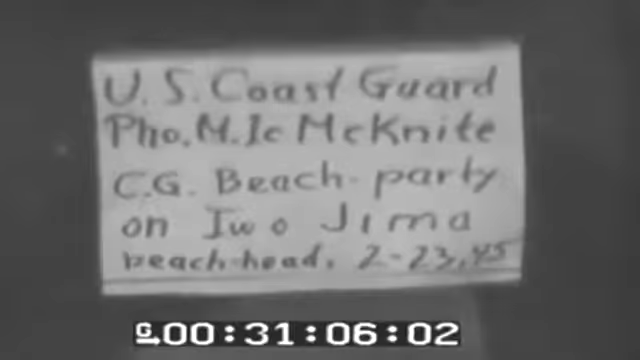 U.S. Coast Guard
Pho. M. 1c McKnite
C.G. Beach-party
on Iwo Jima
beach-head, 2-23,45
G 00:31:06:02